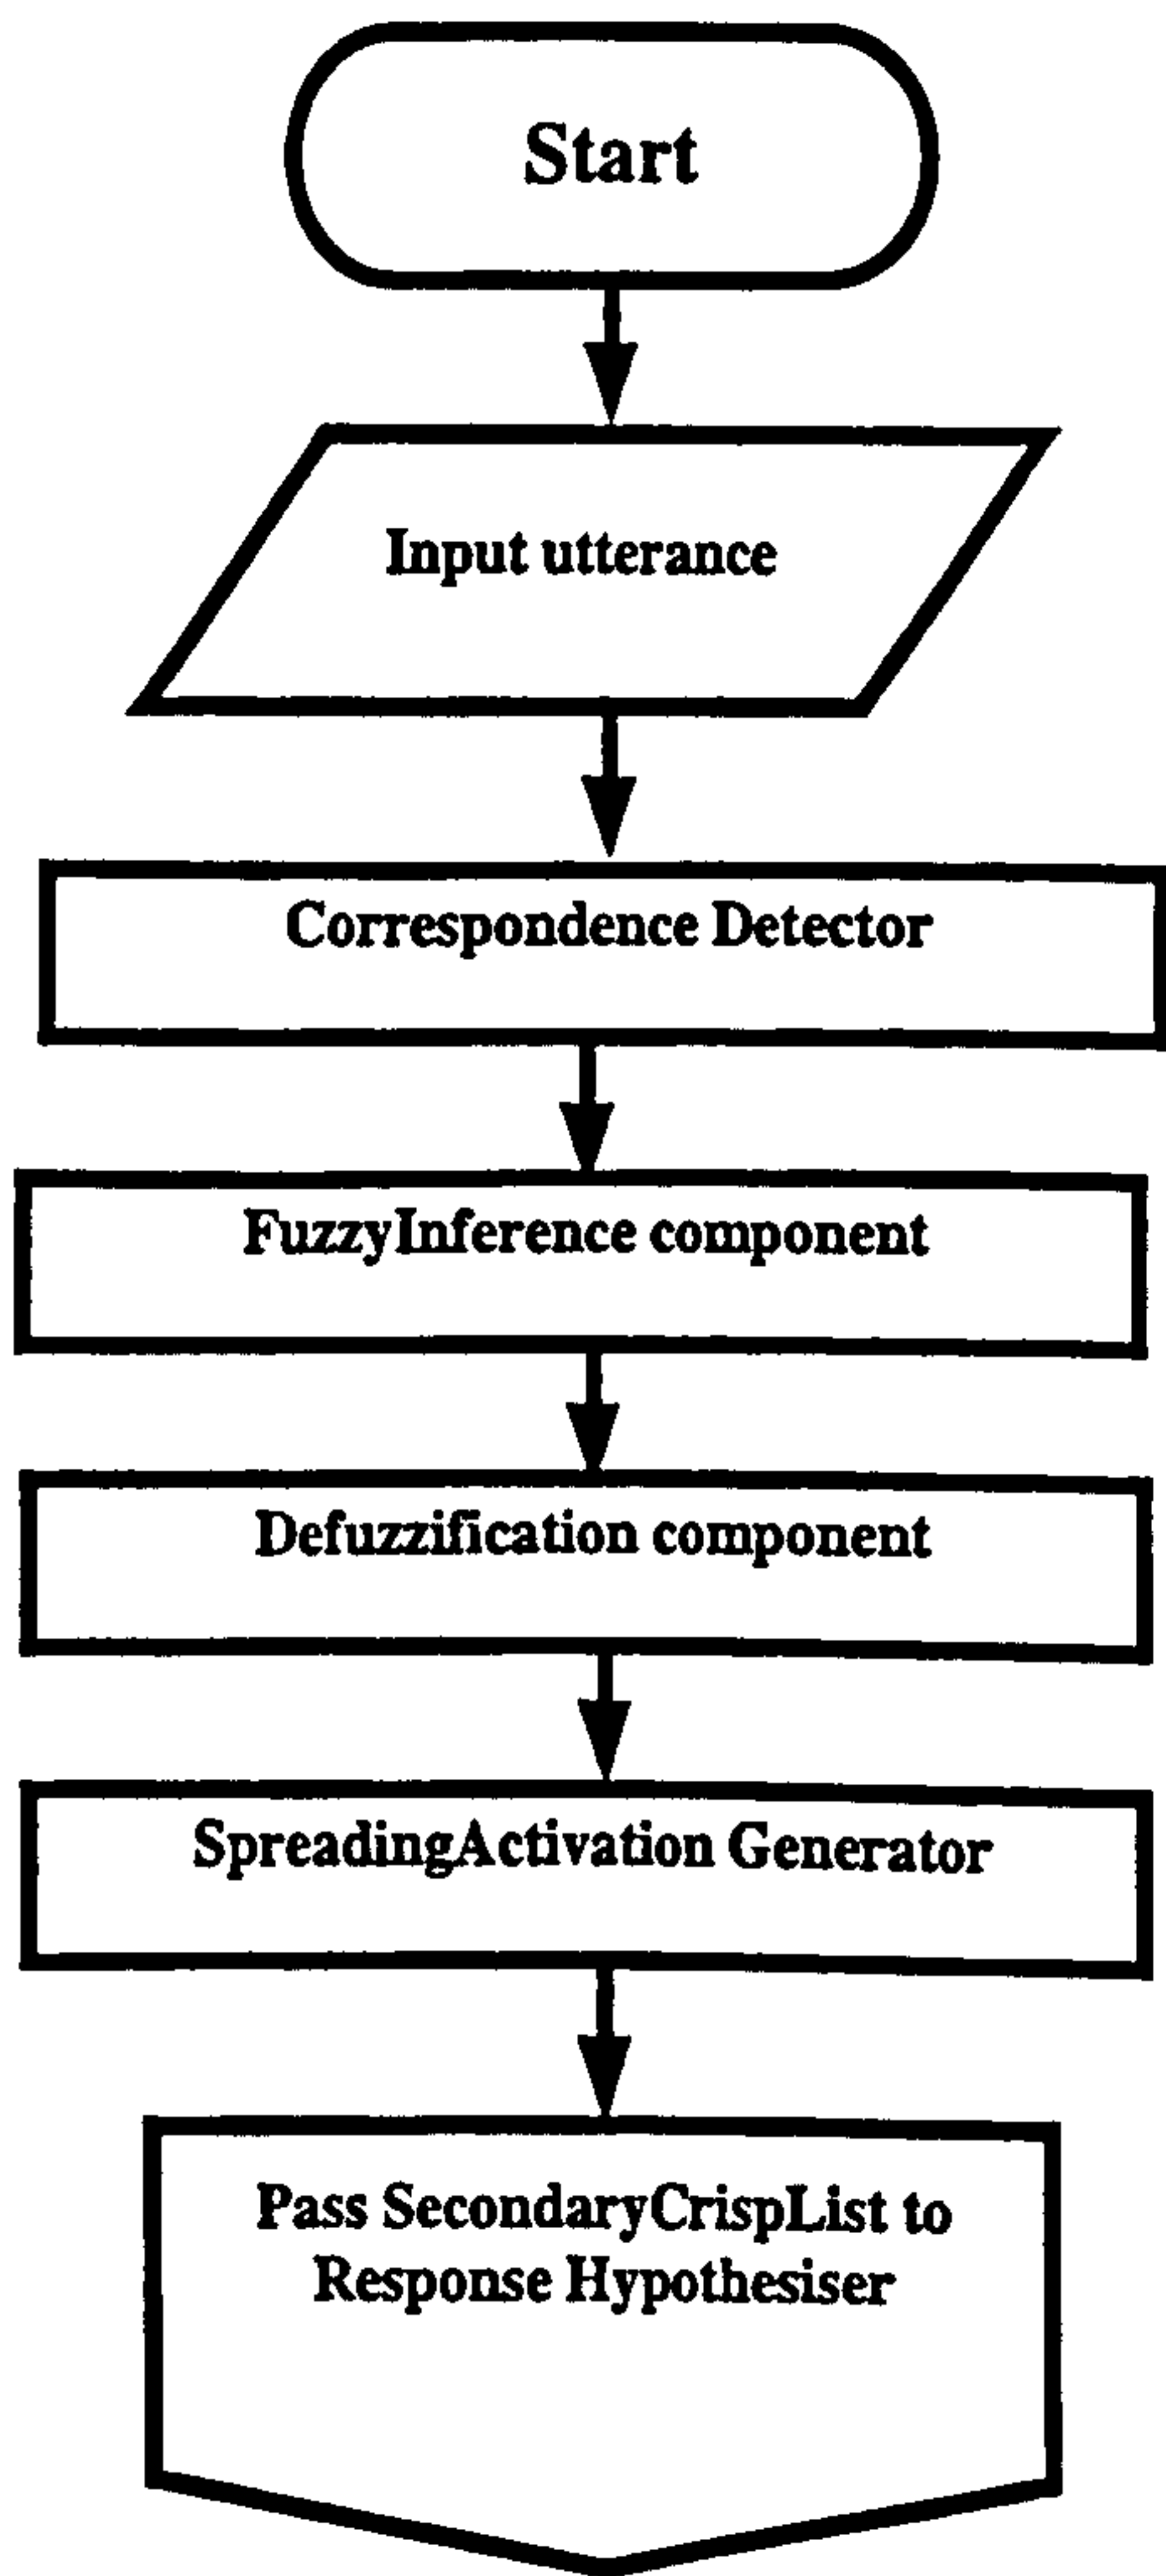 Start
Input utterance
Correspondence Detector
FuzzyInference component
Defuzzification component
SpreadingActivation Generator
Pass SecondaryCrispList to
Response Hypothesiser